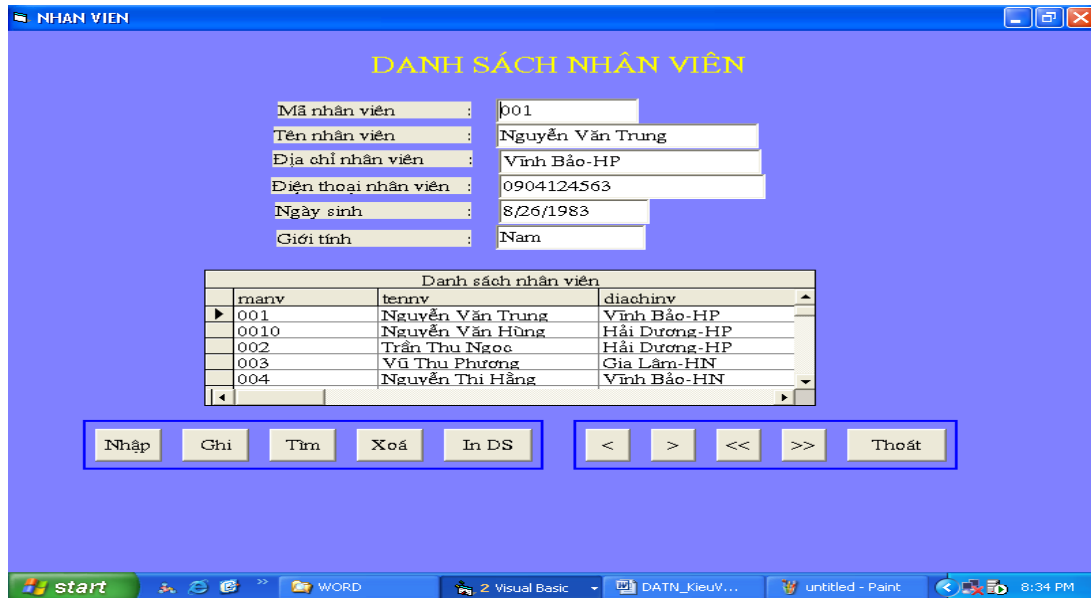 NHAN VIEN
DANH SÁCH NHÂN VIÊN
Mã nhân viên : 001
Tên nhân viên : Nguyễn Văn Trung
Địa chỉ nhân viên : Vĩnh Bảo-HP
Điện thoại nhân viên : 0904124563
Ngày sinh : 8/26/1983
Giới tính : Nam
Danh sách nhân viên
manv tennv diachinv
001 Nguyễn Văn Trung Vĩnh Bảo-HP
0010 Nguyễn Văn Hùng Hải Dương-HP
002 Trần Thu Ngọc Hải Dương-HP
003 Vũ Thu Phương Gia Lâm-HN
004 Nguyễn Thi Hằng Vĩnh Bảo-HN
Nhập Ghi Tìm Xoá In DS < > << >> Thoát
start » WORD 2 Visual Basic DATN_KieuV... untitled - Paint 8:34 PM